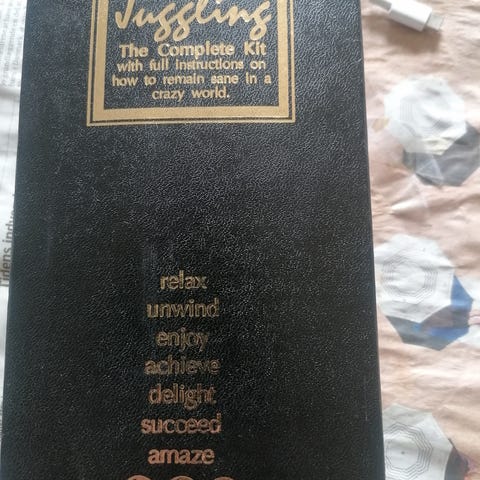 Juggling
The Complete Kit
with full instructions on
how to remain sane in a
crazy world.
relax
unwind
enjoy
achieve
delight
succeed
amaze